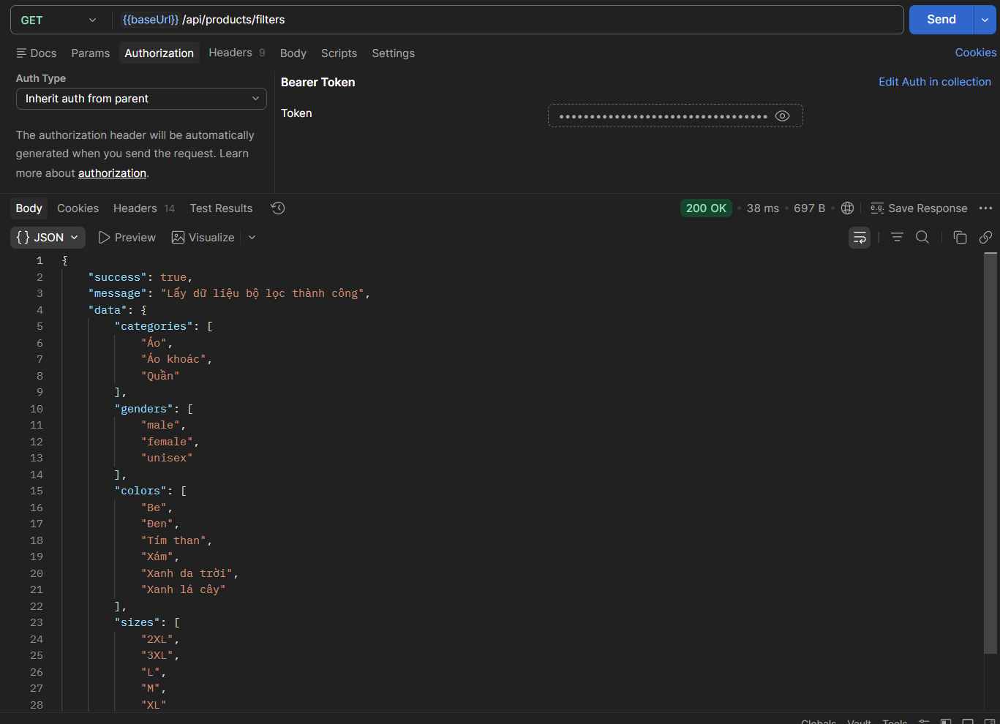 GET {{baseUrl}} /api/products/filters Send
Docs Params Authorization Headers 9 Body Scripts Settings Cookies
Auth Type
Inherit auth from parent
The authorization header will be automatically
generated when you send the request. Learn
more about authorization.
Bearer Token Edit Auth in collection
Token
Body Cookies Headers 14 Test Results 200 OK • 38 ms • 697 B • e.g. Save Response
{} JSON Preview Visualize
1 {
2 "success": true,
3 "message": "Lấy dữ liệu bộ lọc thành công",
4 "data": {
5 "categories": [
6 "Áo",
7 "Áo khoác",
8 "Quần"
9 ],
10 "genders": [
11 "male",
12 "female",
13 "unisex"
14 ],
15 "colors": [
16 "Be",
17 "Đen",
18 "Tím than",
19 "Xám",
20 "Xanh da trời",
21 "Xanh lá cây"
22 ],
23 "sizes": [
24 "2XL",
25 "3XL",
26 "L",
27 "M",
28 "XL"
Globals Vault Tools